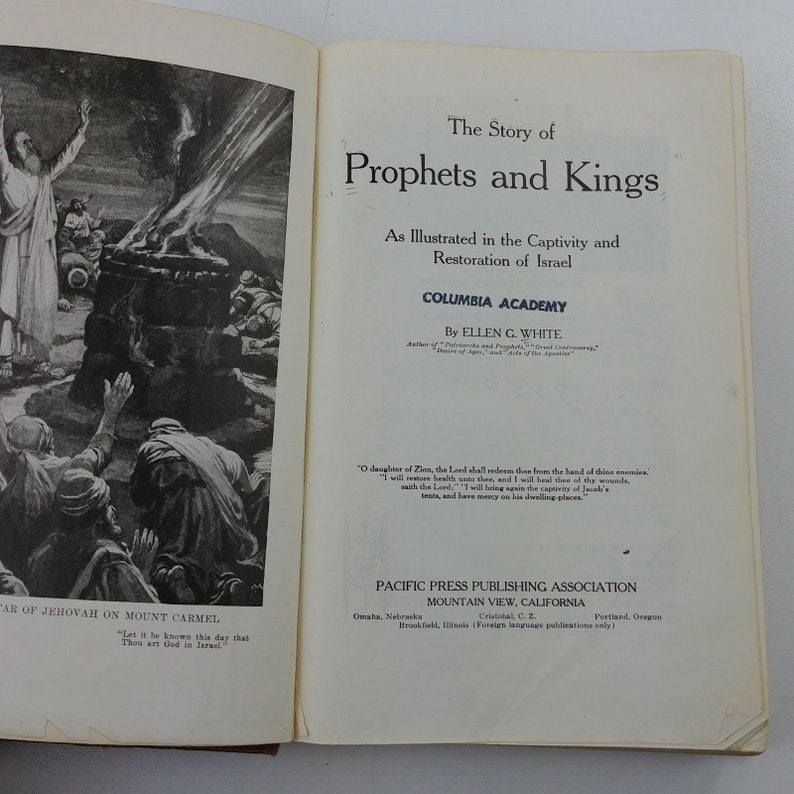 OF JEHOVAH ON MOUNT CARMEL
"Let it be known this day that
Thou art God in Israel."
The Story of
Prophets and Kings
As Illustrated in the Captivity and
Restoration of Israel
COLUMBIA ACADEMY
By ELLEN G. WHITE
Author of "Patriarchs and Prophets," "Great Controversy,"
"Desire of Ages," and "Acts of the Apostles"
"O daughter of Zion, the Lord shall redeem thee from the hand of thine enemies.'
"I will restore health unto thee, and I will heal thee of thy wounds,
saith the Lord;" "I will bring again the captivity of Jacob's
tents, and have mercy on his dwelling-places."
PACIFIC PRESS PUBLISHING ASSOCIATION
MOUNTAIN VIEW, CALIFORNIA
Omaha, Nebraska Cristobal, C. Z. Portland, Oregon
Brookfield, Illinois (Foreign language publications only)